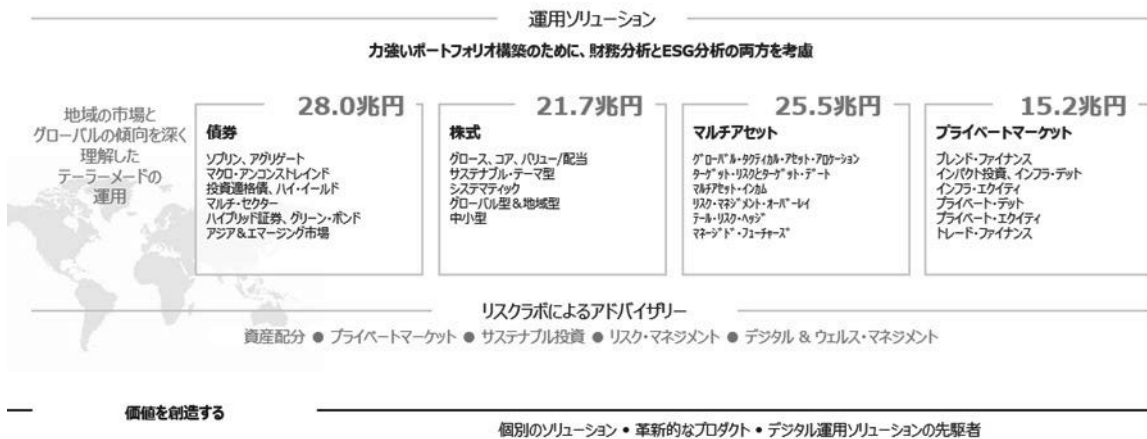 運用ソリューション
力強いポートフォリオ構築のために、財務分析とESG分析の両方を考慮
地域の市場と
グローバルの傾向を深く
理解した
テーラーメードの
運用
28.0兆円
債券
ソブリン、アグリゲート
マクロ・アンコンストレインド
投資適格債、ハイ・イールド
マルチ・セクター
ハイブリッド証券、グリーン・ボンド
アジア&エマージング市場
21.7兆円
株式
グロース、コア、バリュー/配当
サステナブル・テーマ型
システマティック
グローバル型&地域型
中小型
25.5兆円
マルチアセット
グローバル・タクティカル・アセット・アロケーション
ターゲット・リスクとターゲット・デート
マルチアセット・インカム
リスク・マネジメント・オーバーレイ
テール・リスク・ヘッジ
マネージド・フューチャーズ
15.2兆円
プライベートマーケット
ブレンド・ファイナンス
インパクト投資、インフラ・デット
インフラ・エクイティ
プライベート・デット
プライベート・エクイティ
トレード・ファイナンス
リスクラボによるアドバイザリー
資産配分 ● プライベートマーケット ● サステナブル投資 ● リスク・マネジメント ● デジタル & ウェルス・マネジメント
価値を創造する
個別のソリューション • 革新的なプロダクト • デジタル運用ソリューションの先駆者